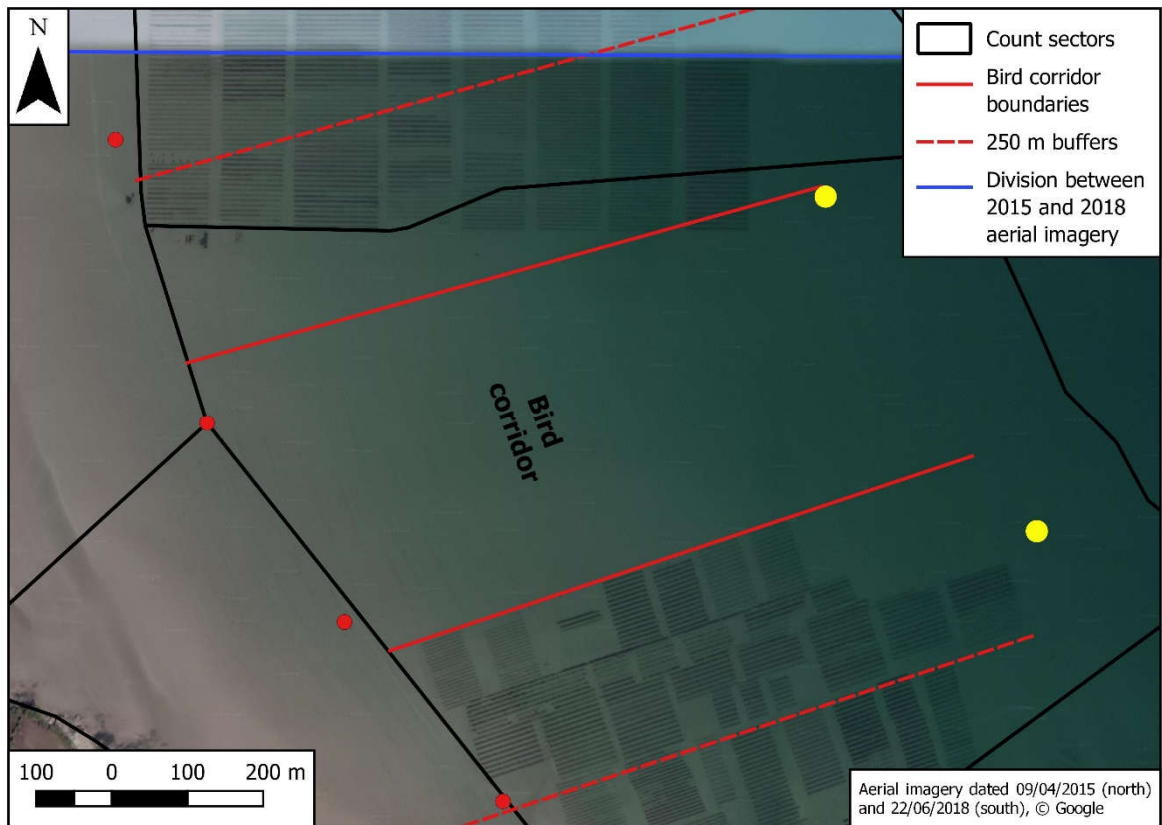 N
Count sectors
Bird corridor
boundaries
250 m buffers
Division between
2015 and 2018
aerial imagery
Bird
corridor
100 0 100 200 m
Aerial imagery dated 09/04/2015 (north)
and 22/06/2018 (south), © Google